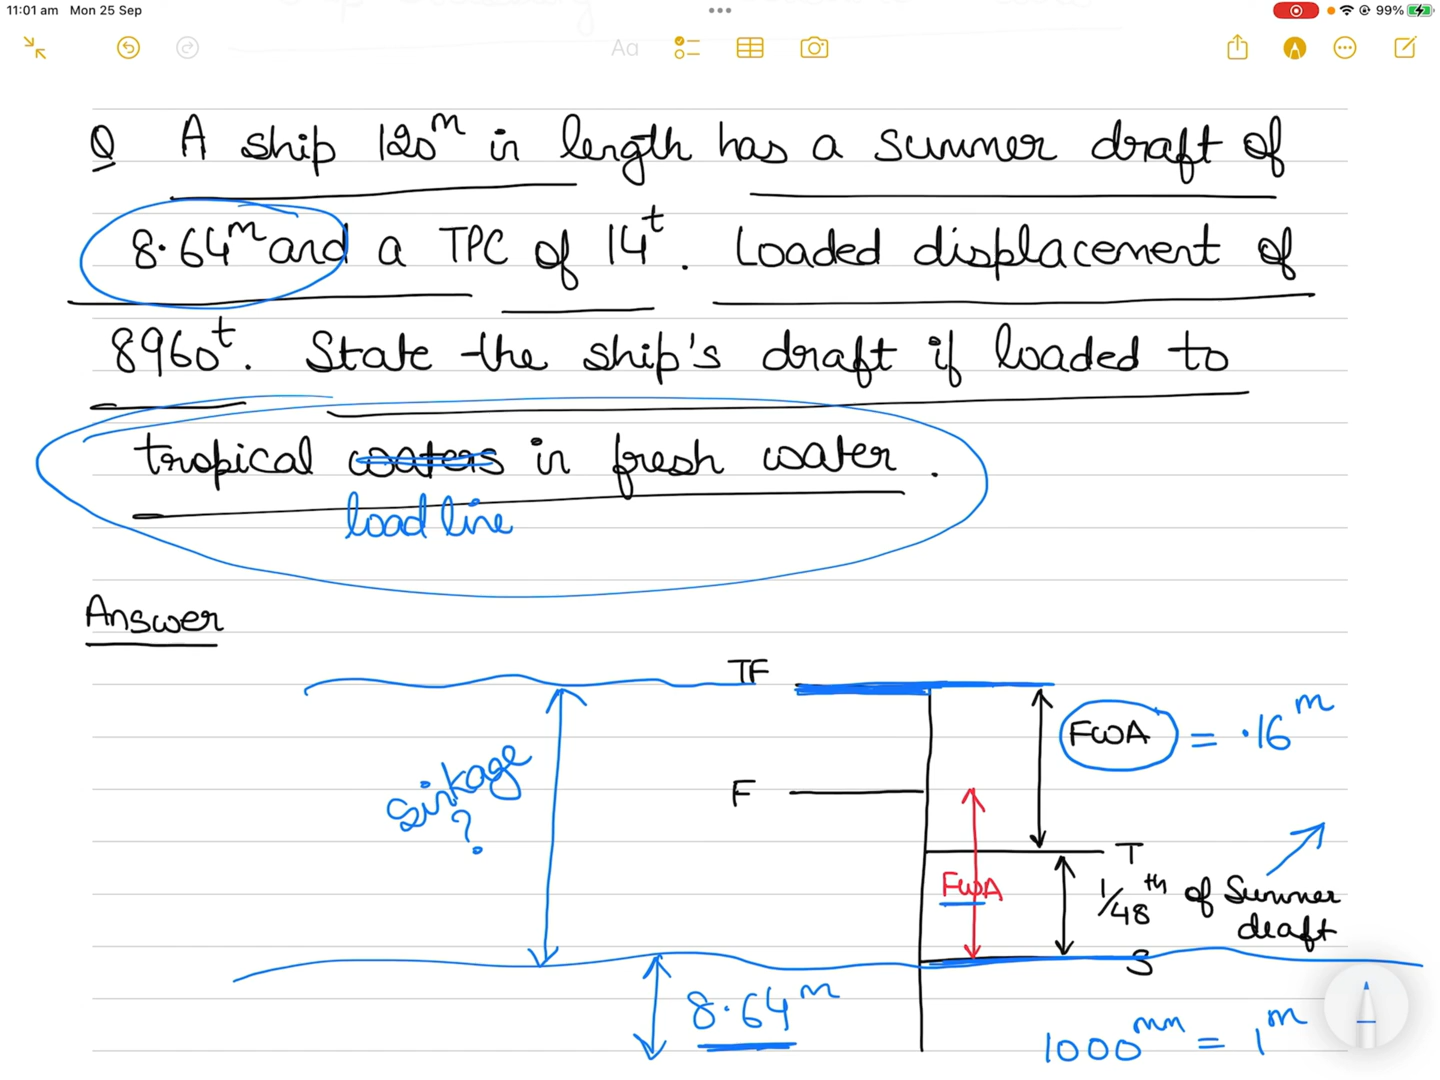 11:01 am Mon 25 Sep
99%
Aa
Q A ship 120m in length has a summer draft of
8.64m and a TPC of 14t. Loaded displacement of
8960t. State the ship's draft if loaded to
tropical waters in fresh water.
load line
Answer
TF
FWA = .16m
sinkage
?
F
T
FWA
1/48th of Summer
draft
S
8.64m
1000mm = 1m